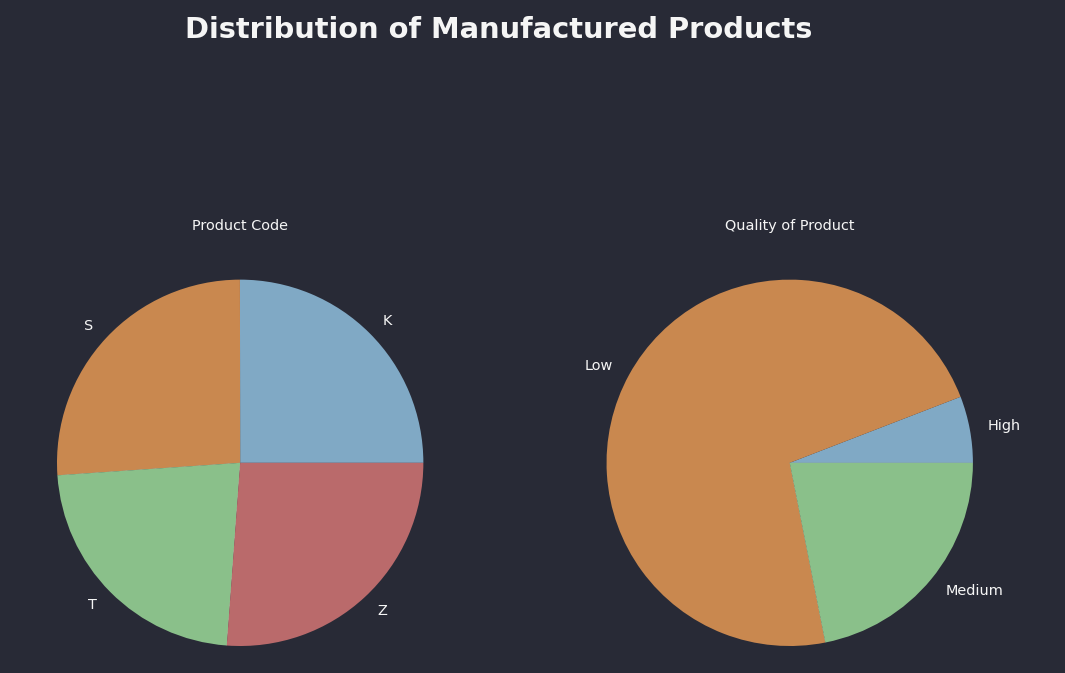 Distribution of Manufactured Products
Product Code
S
K
T
Z
Quality of Product
Low
High
Medium